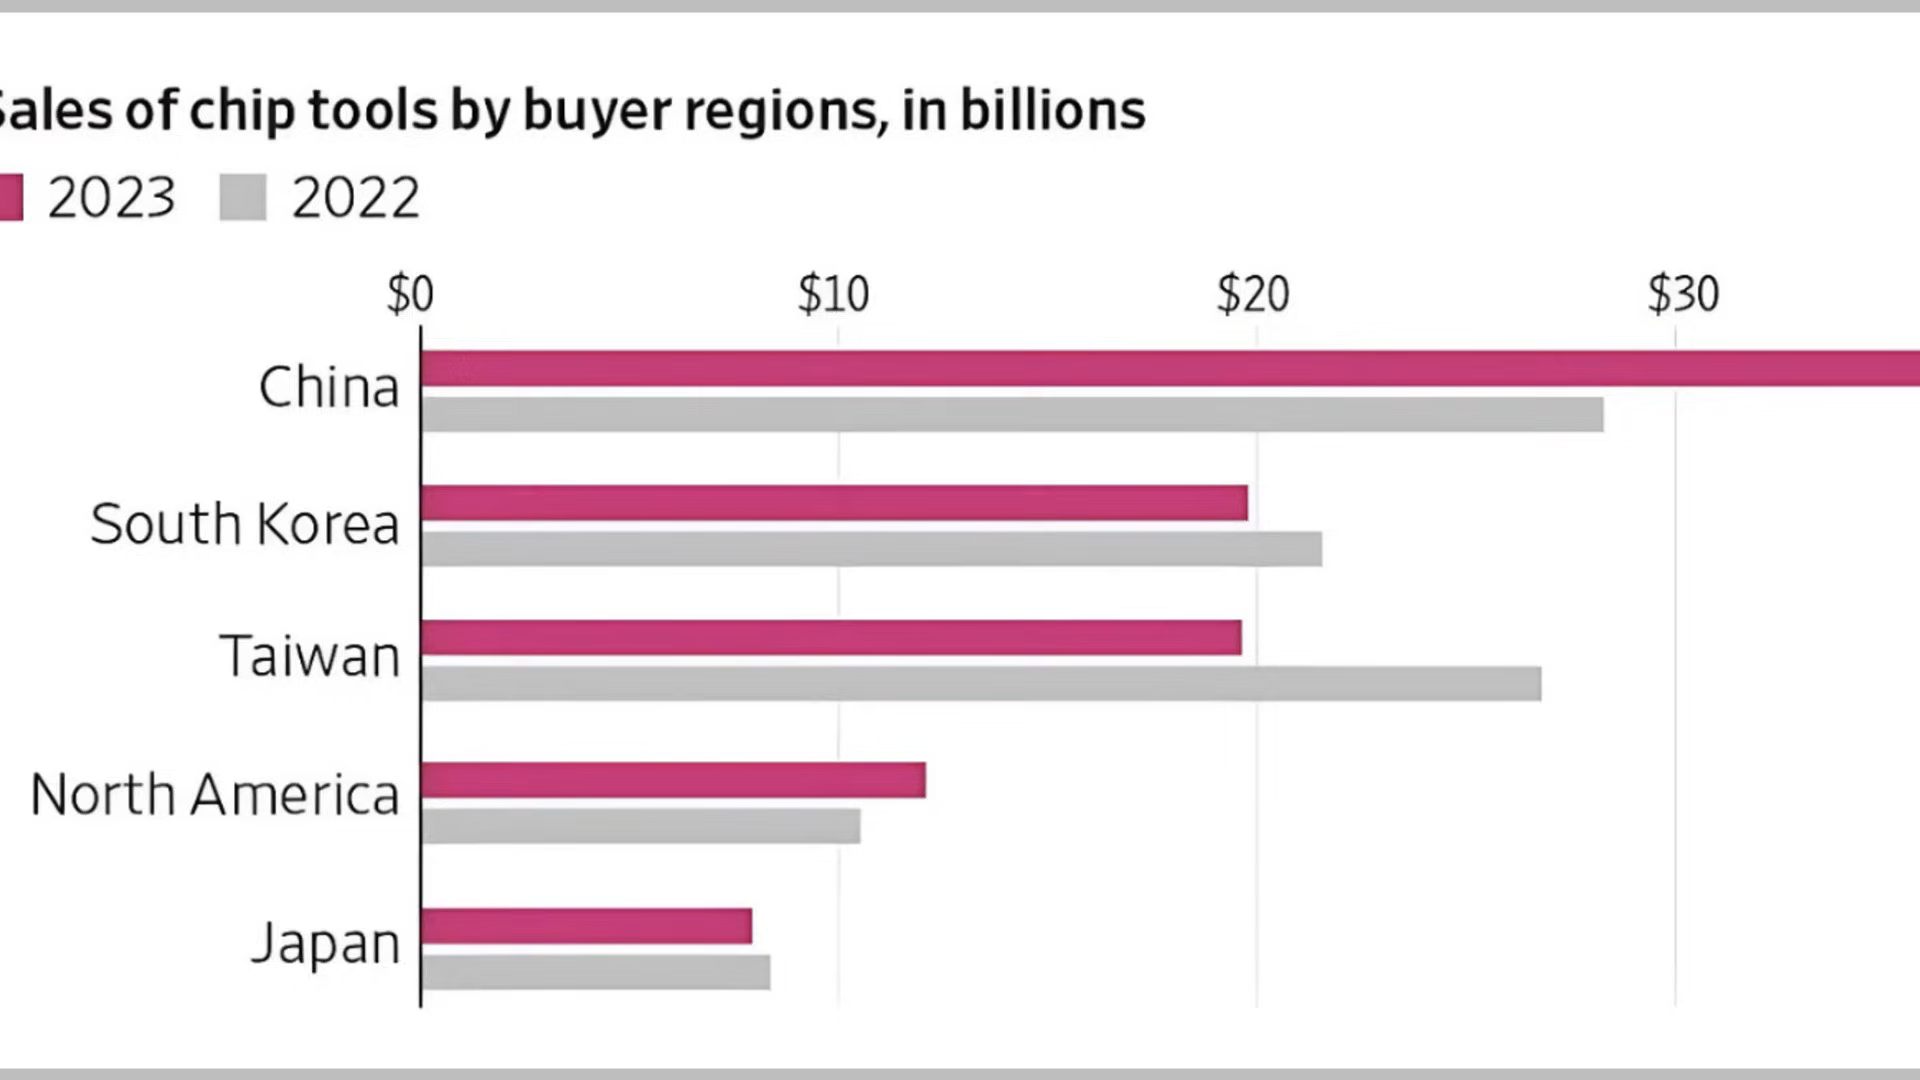 Sales of chip tools by buyer regions, in billions
2023 2022
$0 $10 $20 $30
China
South Korea
Taiwan
North America
Japan